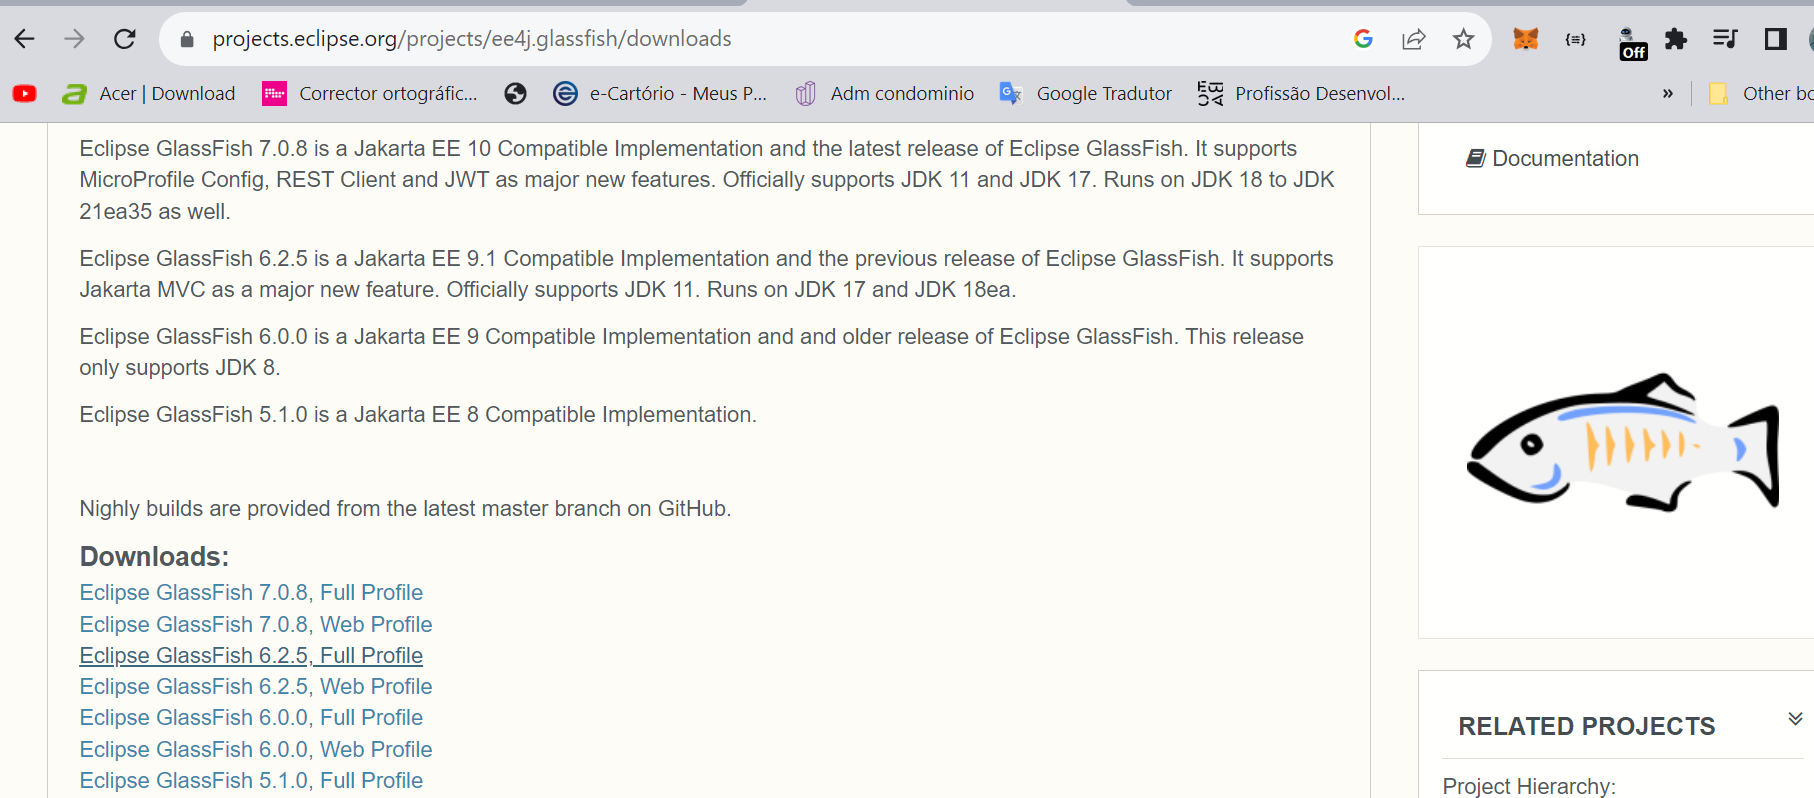 projects.eclipse.org/projects/ee4j.glassfish/downloads
Off
Acer | Download
Corrector ortográfic...
e-Cartório - Meus P...
Adm condominio
Google Tradutor
Profissão Desenvol...
»
Other bo
Eclipse GlassFish 7.0.8 is a Jakarta EE 10 Compatible Implementation and the latest release of Eclipse GlassFish. It supports
MicroProfile Config, REST Client and JWT as major new features. Officially supports JDK 11 and JDK 17. Runs on JDK 18 to JDK
21ea35 as well.
Eclipse GlassFish 6.2.5 is a Jakarta EE 9.1 Compatible Implementation and the previous release of Eclipse GlassFish. It supports
Jakarta MVC as a major new feature. Officially supports JDK 11. Runs on JDK 17 and JDK 18ea.
Eclipse GlassFish 6.0.0 is a Jakarta EE 9 Compatible Implementation and and older release of Eclipse GlassFish. This release
only supports JDK 8.
Eclipse GlassFish 5.1.0 is a Jakarta EE 8 Compatible Implementation.
Nighly builds are provided from the latest master branch on GitHub.
Downloads:
Eclipse GlassFish 7.0.8, Full Profile
Eclipse GlassFish 7.0.8, Web Profile
Eclipse GlassFish 6.2.5, Full Profile
Eclipse GlassFish 6.2.5, Web Profile
Eclipse GlassFish 6.0.0, Full Profile
Eclipse GlassFish 6.0.0, Web Profile
Eclipse GlassFish 5.1.0, Full Profile
Documentation
RELATED PROJECTS
Project Hierarchy: